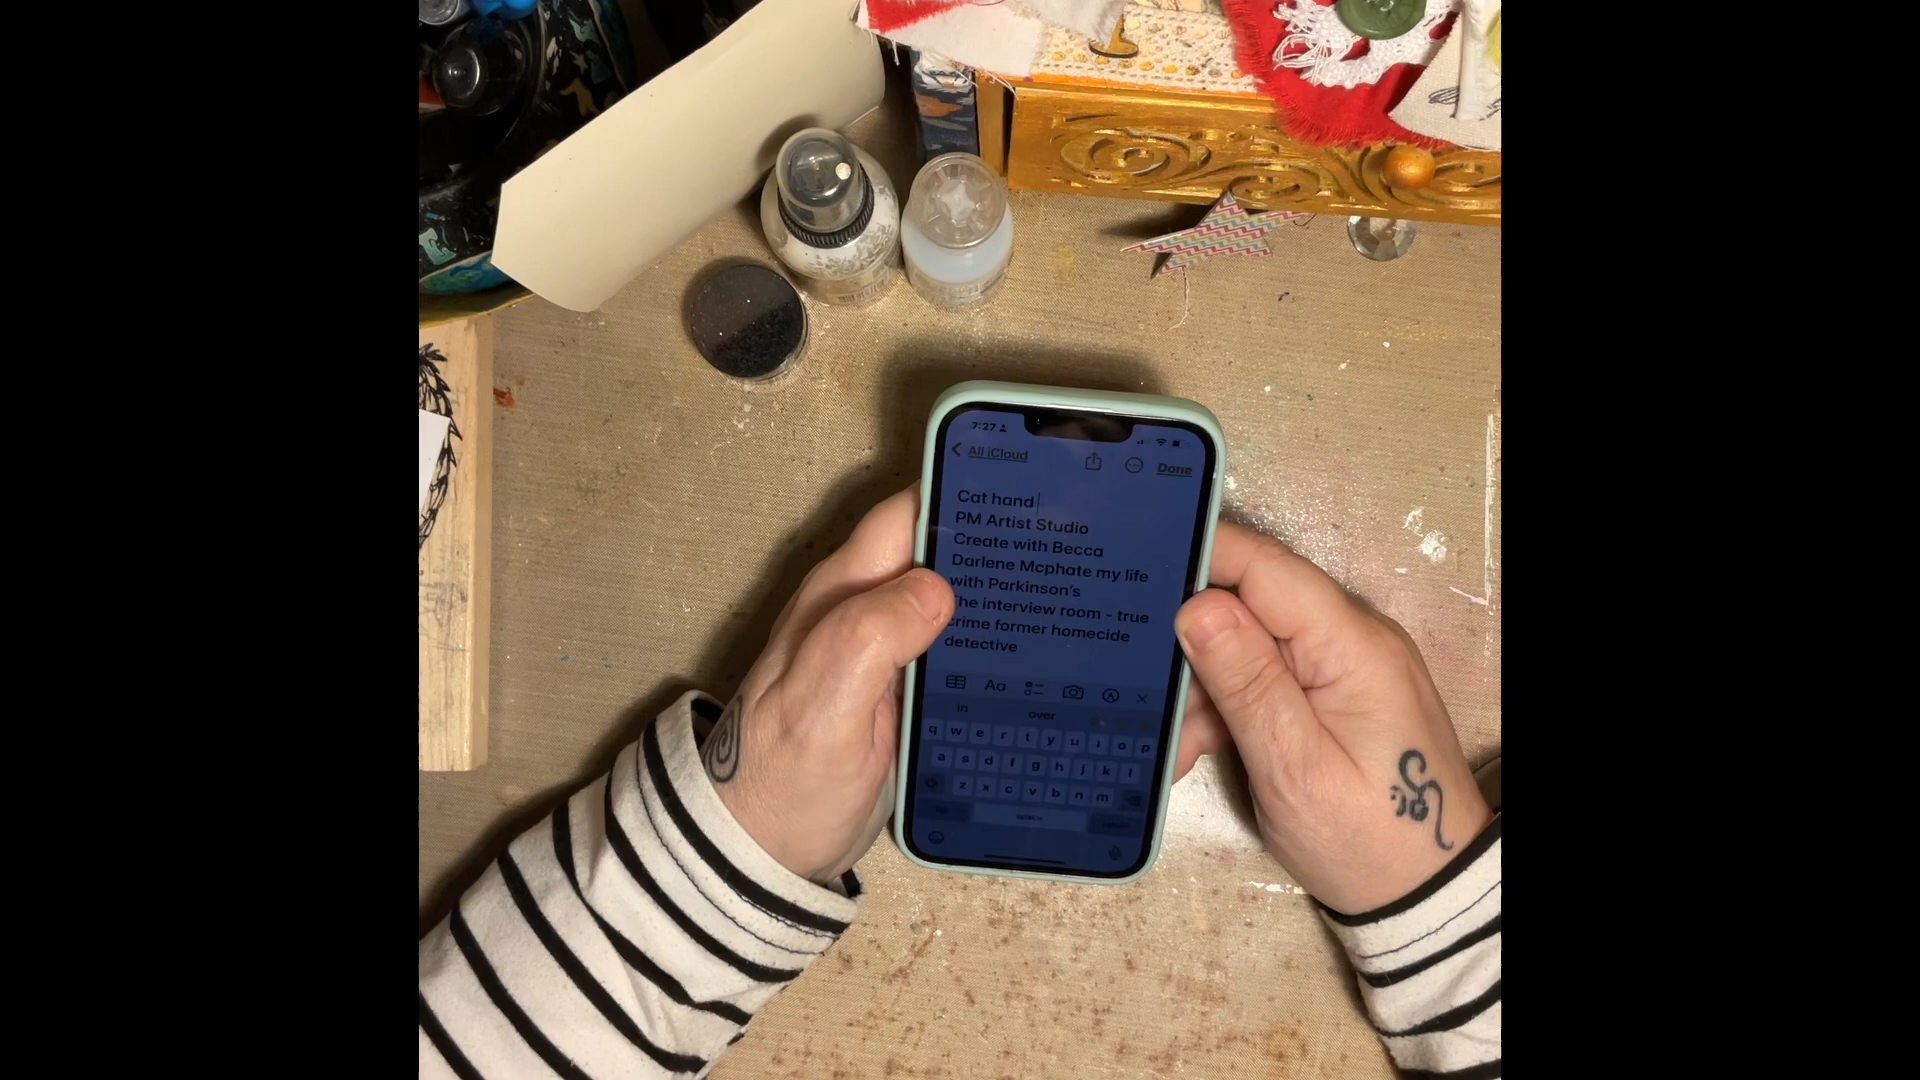 7:27
All iCloud
Done
Cat hand
PM Artist Studio
Create with Becca
Darlene Mcphate my life
with Parkinson's
The interview room - true
crime former homecide
detective
Aa
in over
q w e r t y u i o p
a s d f g h j k l
z x c v b n m